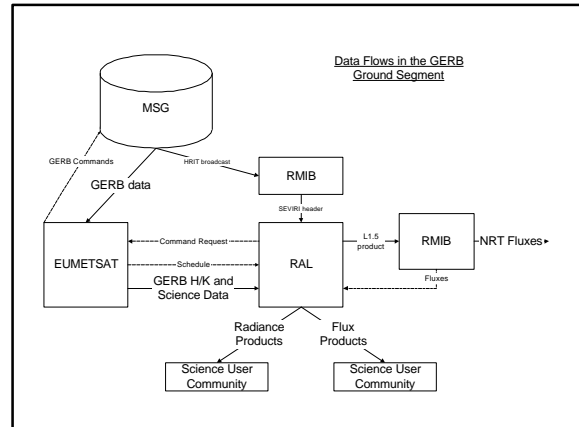 Data Flows in the GERB
Ground Segment
MSG
GERB Commands
HRIT broadcast
GERB data
RMIB
SEVIRI header
EUMETSAT
Command Request
Schedule
GERB H/K and
Science Data
RAL
L1.5
product
RMIB
NRT Fluxes
Fluxes
Radiance
Products
Flux
Products
Science User
Community
Science User
Community